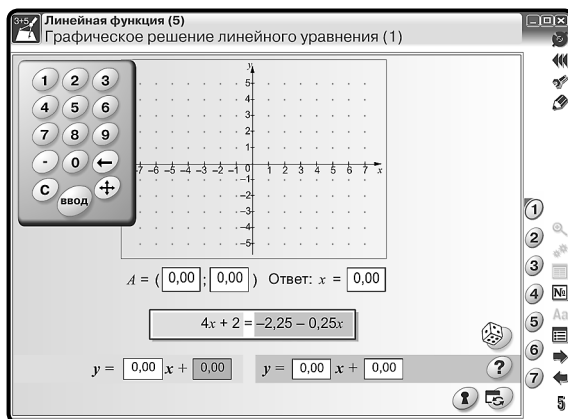 3+5
Линейная функция (5)
Графическое решение линейного уравнения (1)
1 2 3
4 5 6
7 8 9
- 0 ←
C ввод
y
5
4
3
2
1
-7 -6 -5 -4 -3 -2 -1 0 1 2 3 4 5 6 7 x
-1
-2
-3
-4
-5
A = ( 0,00 ; 0,00 ) Ответ: x = 0,00
4x + 2 = –2,25 – 0,25x
y = 0,00 x + 0,00 y = 0,00 x + 0,00
?
1
2
3
4 №
5 Aa
6
7
5